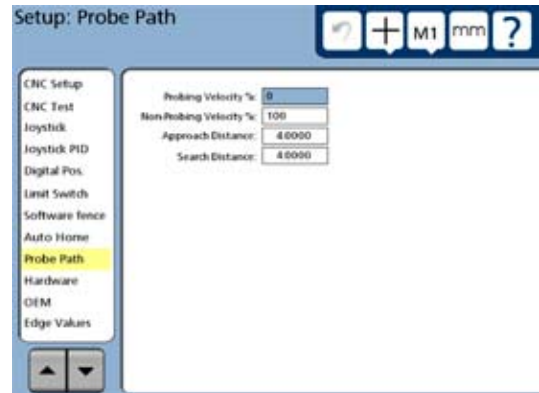 Setup: Probe Path
M1 mm ?
CNC Setup
CNC Test
Joystick
Joystick PID
Digital Pos.
Limit Switch
Software fence
Auto Home
Probe Path
Hardware
OEM
Edge Values
Probing Velocity %: 0
Non-Probing Velocity %: 100
Approach Distance: 4.0000
Search Distance: 4.0000